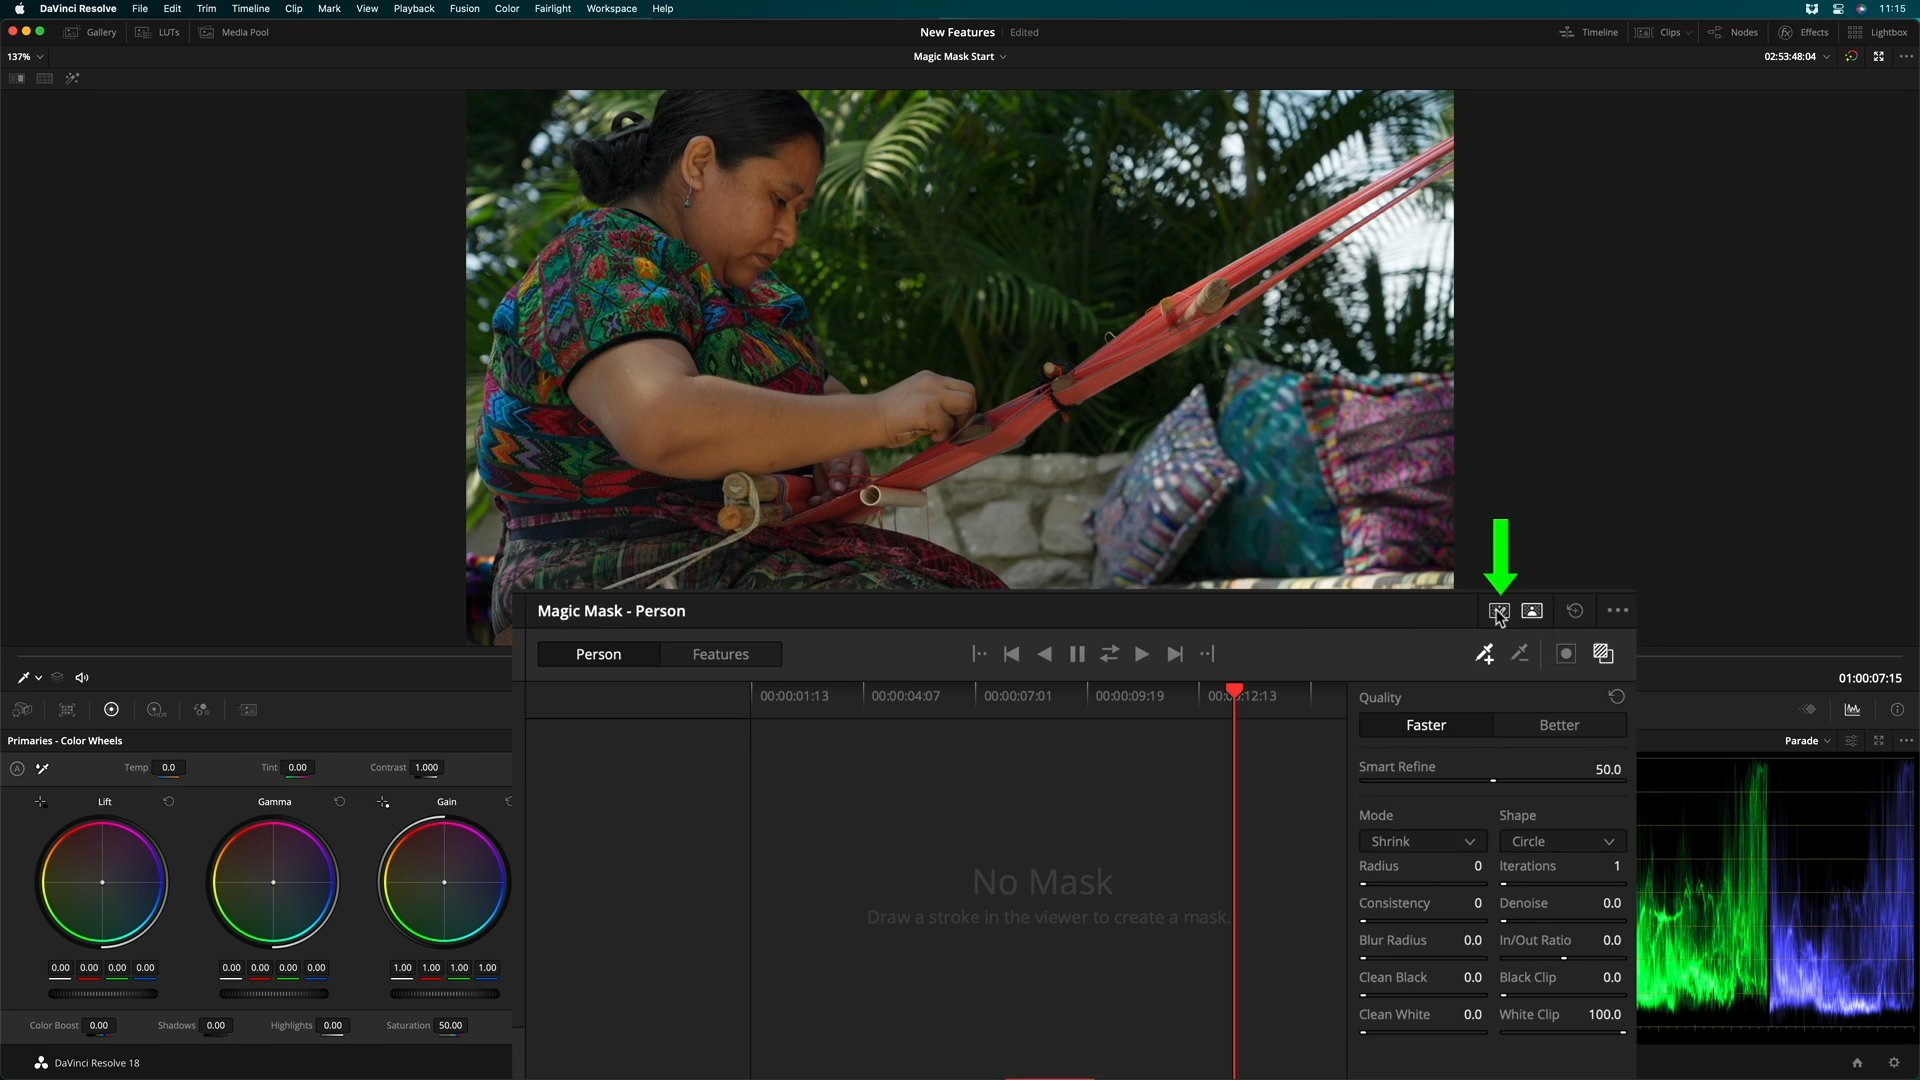 DaVinci Resolve File Edit Trim Timeline Clip Mark View Playback Fusion Color Fairlight Workspace Help 11:15
Gallery LUTs Media Pool New Features Edited Timeline Clips Nodes Effects Lightbox
137% Magic Mask Start 02:53:48:04
Magic Mask - Person
Person Features
01:00:07:15
00:00:01:13 00:00:04:07 00:00:07:01 00:00:09:19 00:00:12:13
Quality
Faster Better
Primaries - Color Wheels
Parade
A Temp 0.0 Tint 0.00 Contrast 1.000
Smart Refine 50.0
Lift Gamma Gain
Mode Shape
Shrink Circle
Radius 0 Iterations 1
No Mask
Draw a stroke in the viewer to create a mask.
Consistency 0 Denoise 0.0
Blur Radius 0.0 In/Out Ratio 0.0
0.00 0.00 0.00 0.00 0.00 0.00 0.00 0.00 1.00 1.00 1.00 1.00
Clean Black 0.0 Black Clip 0.0
Clean White 0.0 White Clip 100.0
Color Boost 0.00 Shadows 0.00 Highlights 0.00 Saturation 50.00
DaVinci Resolve 18